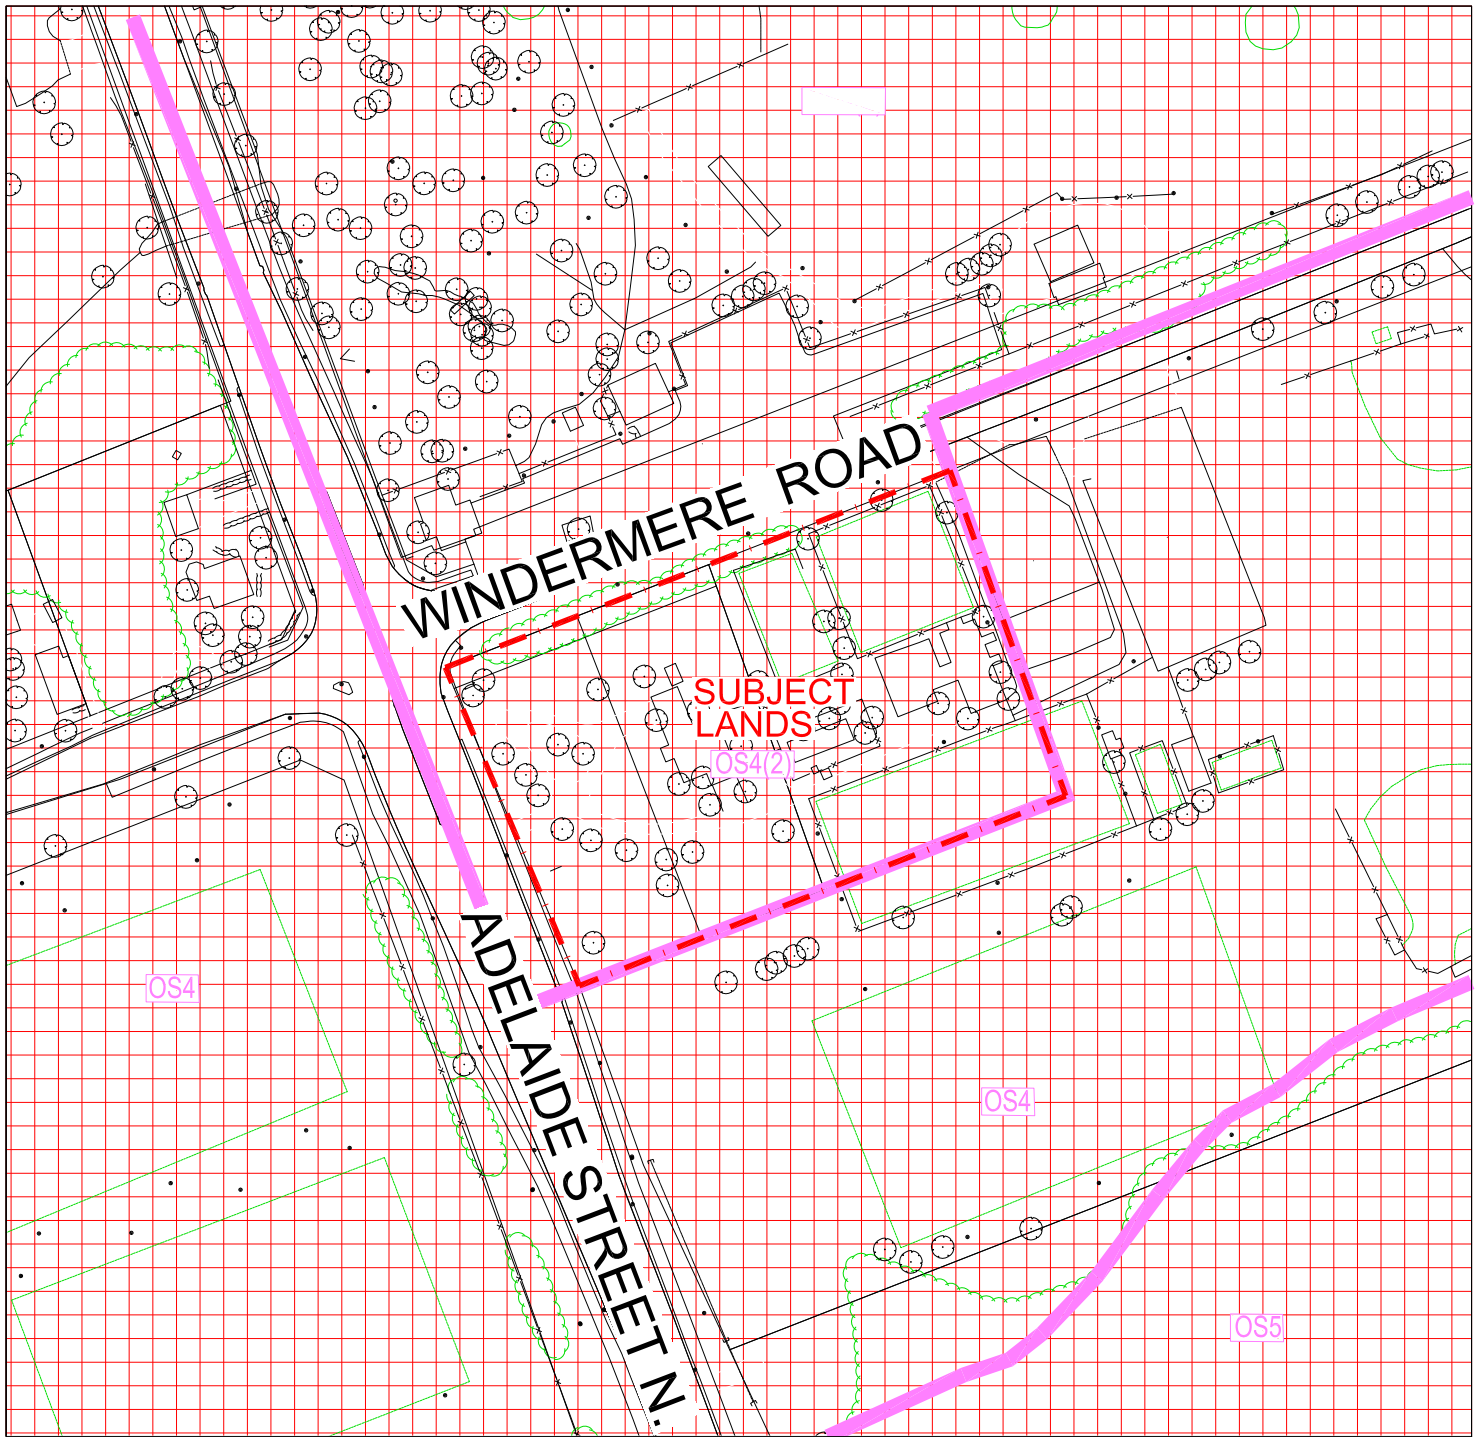 WINDERMERE ROAD
SUBJECT
LANDS
OS4(2)
ADELAIDE STREET N.
OS4
OS4
OS5